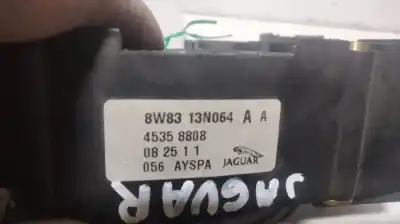 8W83 13N064 A A
4535 8808
08 25 1 1
056 AYSPA JAGUAR
JAGUAR